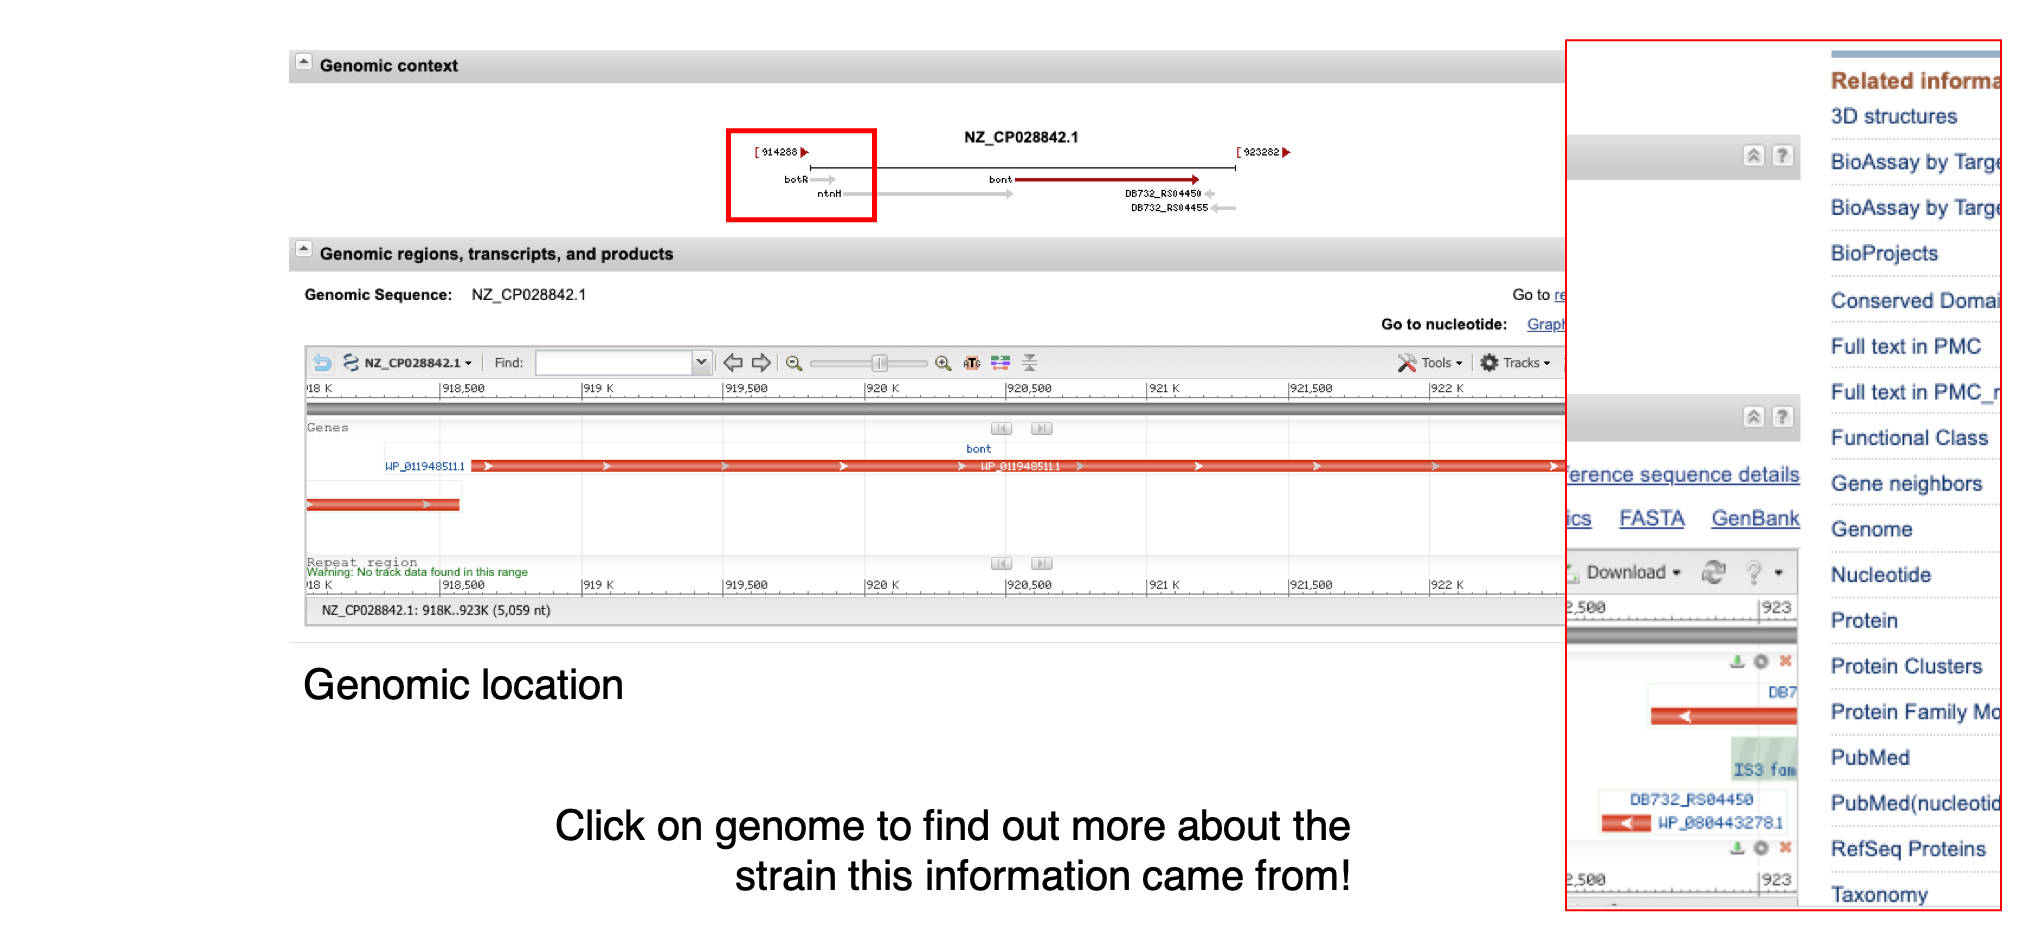 Genomic context
NZ_CP028842.1
[ 914288
[ 923282
botR
bont
ntnH
DB732_RS04450
DB732_RS04455
Genomic regions, transcripts, and products
Genomic Sequence: NZ_CP028842.1
Go to re
Go to nucleotide: Graph
NZ_CP028842.1 Find:
Tools Tracks
918 K 918,500 919 K 919,500 920 K 920,500 921 K 921,500 922 K
Genes
bont
WP_011948511.1 WP_011948511.1
Repeat region
Warning: No track data found in this range
918 K 918,500 919 K 919,500 920 K 920,500 921 K 921,500 922 K
NZ_CP028842.1: 918K..923K (5,059 nt)
Genomic location
Click on genome to find out more about the
strain this information came from!
?
?
erence sequence details
ics FASTA GenBank
Download ?
2,500 923
DB7
IS3 fam
DB732_RS04450
WP_080443278.1
2,500 923
Related informa
3D structures
BioAssay by Targe
BioAssay by Targe
BioProjects
Conserved Domai
Full text in PMC
Full text in PMC_n
Functional Class
Gene neighbors
Genome
Nucleotide
Protein
Protein Clusters
Protein Family Mo
PubMed
PubMed(nucleotid
RefSeq Proteins
Taxonomy